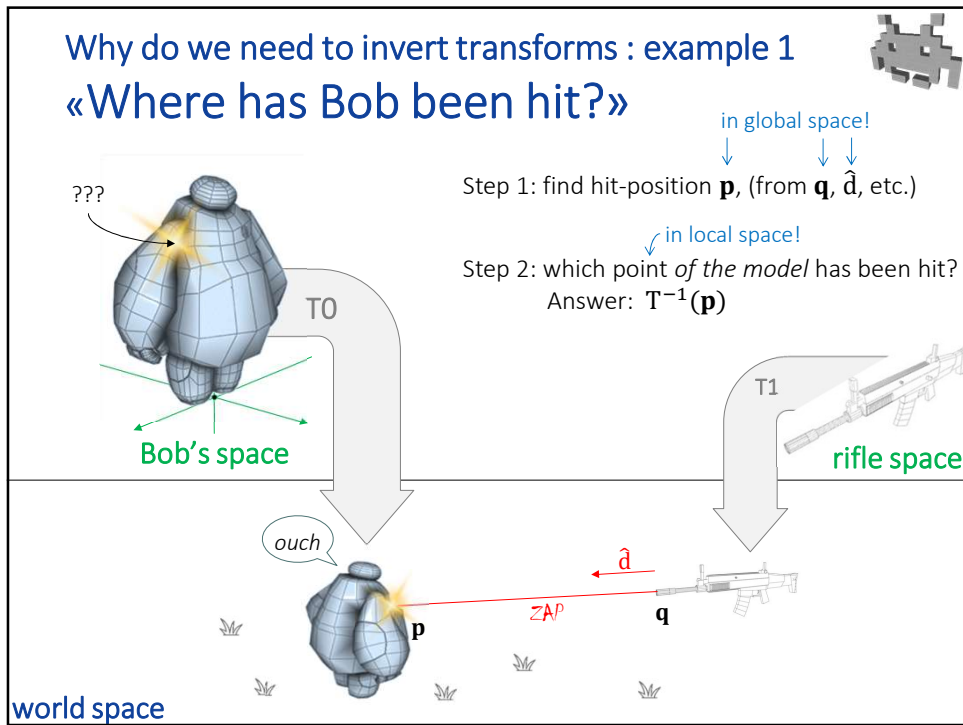 Why do we need to invert transforms : example 1
«Where has Bob been hit?»
in global space!
Step 1: find hit-position p, (from q, d̂, etc.)
in local space!
Step 2: which point of the model has been hit?
Answer: T⁻¹(p)
???
T0
T1
Bob's space
rifle space
ouch
d̂
ZAP
p
q
world space